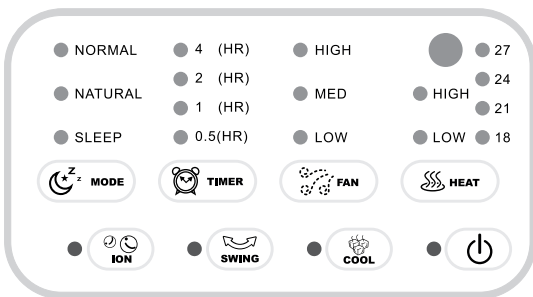 NORMAL 4 (HR) HIGH 27
2 (HR) 24
NATURAL MED HIGH
1 (HR) 21
SLEEP 0.5(HR) LOW LOW 18
Z z z MODE TIMER FAN HEAT
ION SWING COOL